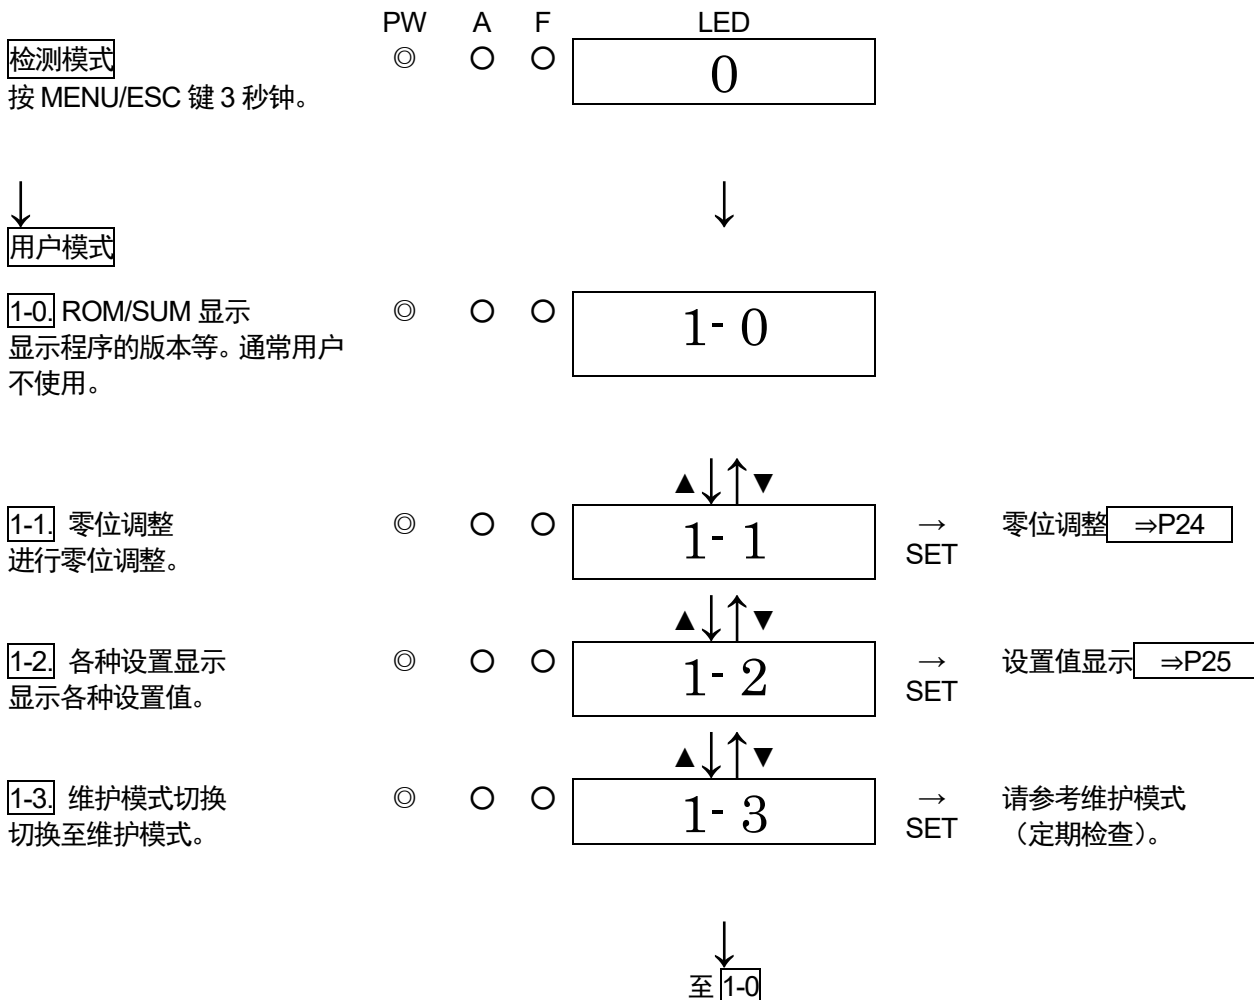 PW A F LED
检测模式 ◎ ○ ○ 0
按 MENU/ESC 键 3 秒钟。
↓ ↓
用户模式
1-0. ROM/SUM 显示 ◎ ○ ○ 1- 0
显示程序的版本等。通常用户
不使用。
▲↓↑▼
1-1. 零位调整 ◎ ○ ○ 1- 1 → 零位调整 ⇒P24
进行零位调整。 SET
▲↓↑▼
1-2. 各种设置显示 ◎ ○ ○ 1- 2 → 设置值显示 ⇒P25
显示各种设置值。 SET
▲↓↑▼
1-3. 维护模式切换 ◎ ○ ○ 1- 3 → 请参考维护模式
切换至维护模式。 SET （定期检查）。
↓
至 1-0